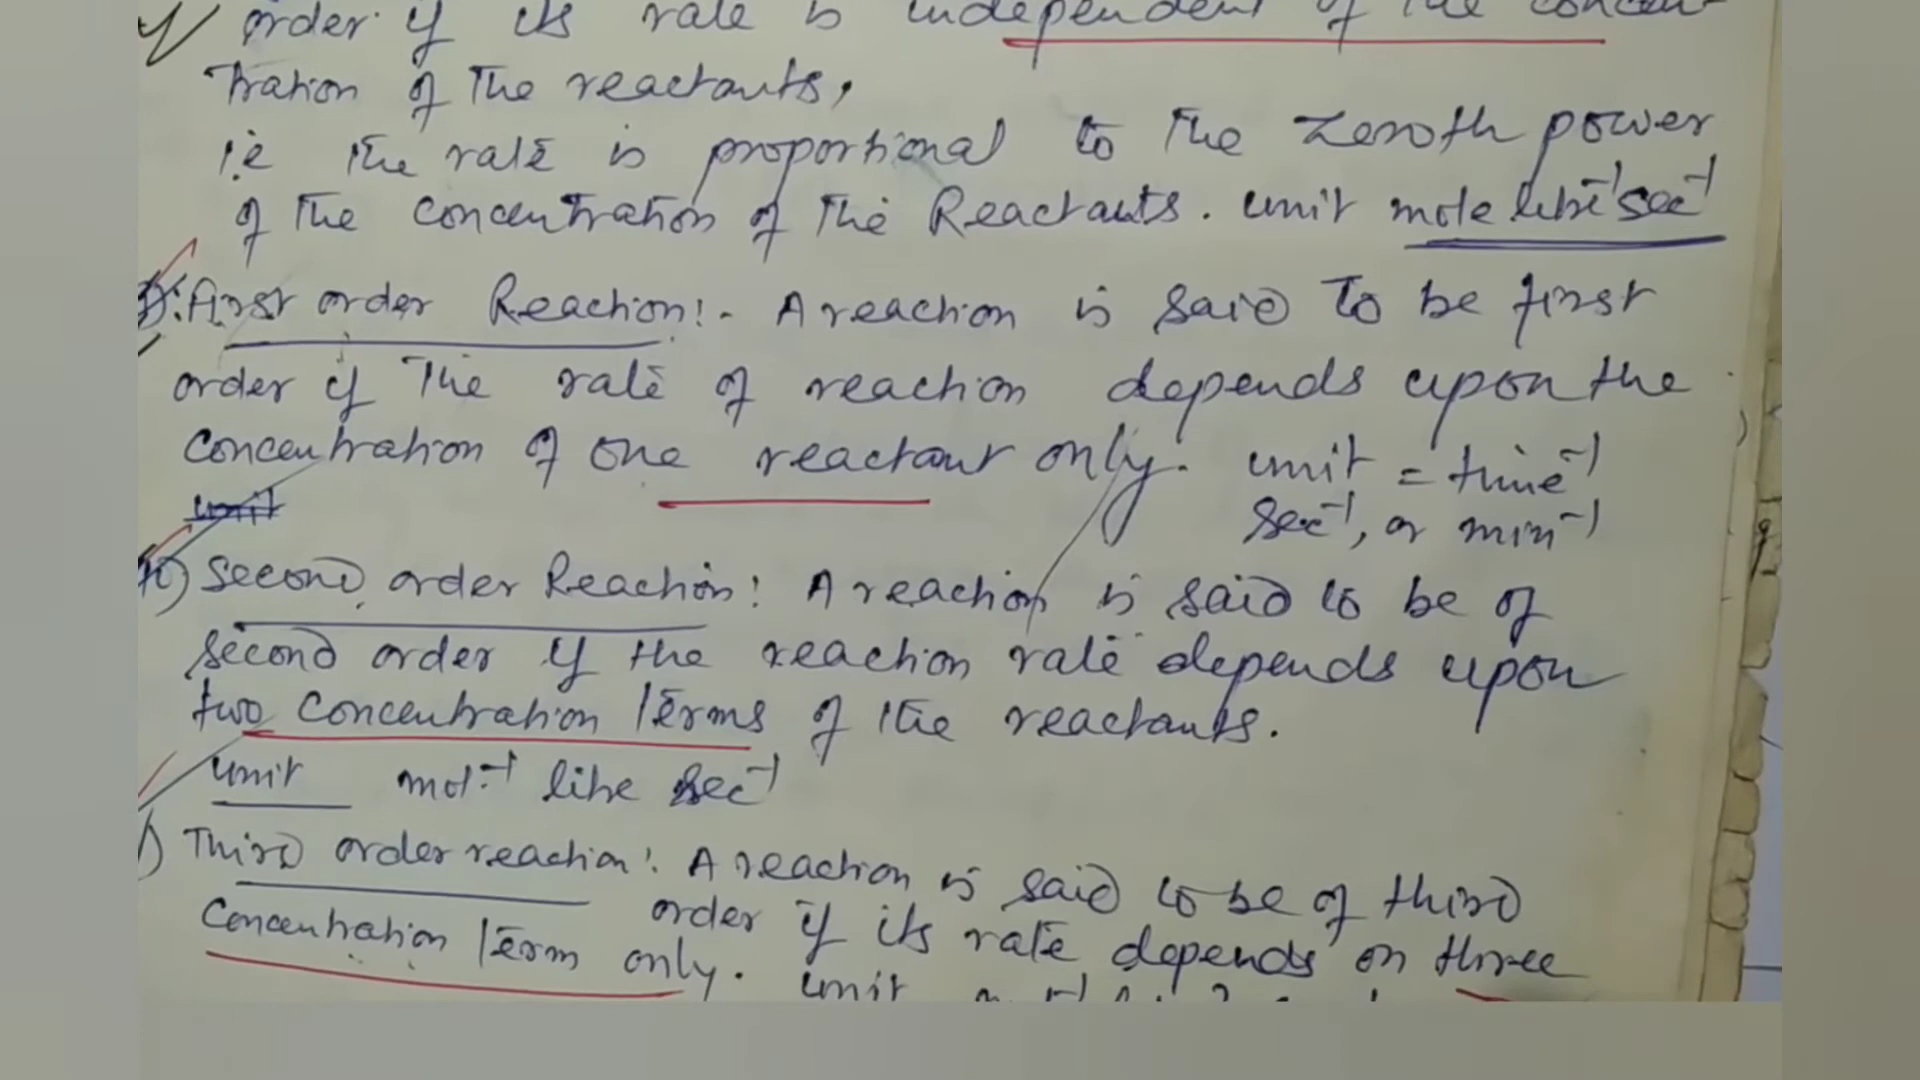 order if its rate is independent of the concen-
tration of the reactants,
i.e the rate is proportional to the zeroth power
of the concentration of the Reactants. unit mole litre⁻¹ sec⁻¹
First order Reaction:- A reaction is said to be first
order if the rate of reaction depends upon the
concentration of one reactant only. unit = time⁻¹
unit sec⁻¹, or min⁻¹
Second order Reaction: A reaction is said to be of
second order if the reaction rate depends upon
two concentration terms of the reactants.
unit mol⁻¹ litre sec⁻¹
Third order reaction: A reaction is said to be of third
order if its rate depends on three
concentration term only. unit